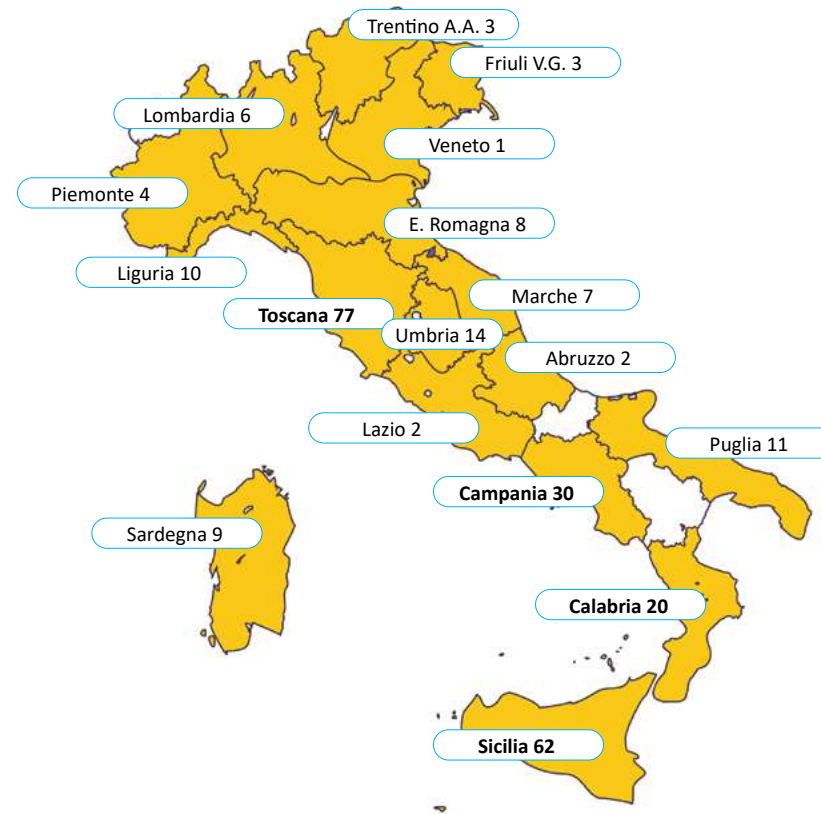 Trentino A.A. 3
Friuli V.G. 3
Lombardia 6
Veneto 1
Piemonte 4
E. Romagna 8
Liguria 10
Marche 7
Toscana 77
Umbria 14
Abruzzo 2
Lazio 2
Puglia 11
Campania 30
Sardegna 9
Calabria 20
Sicilia 62